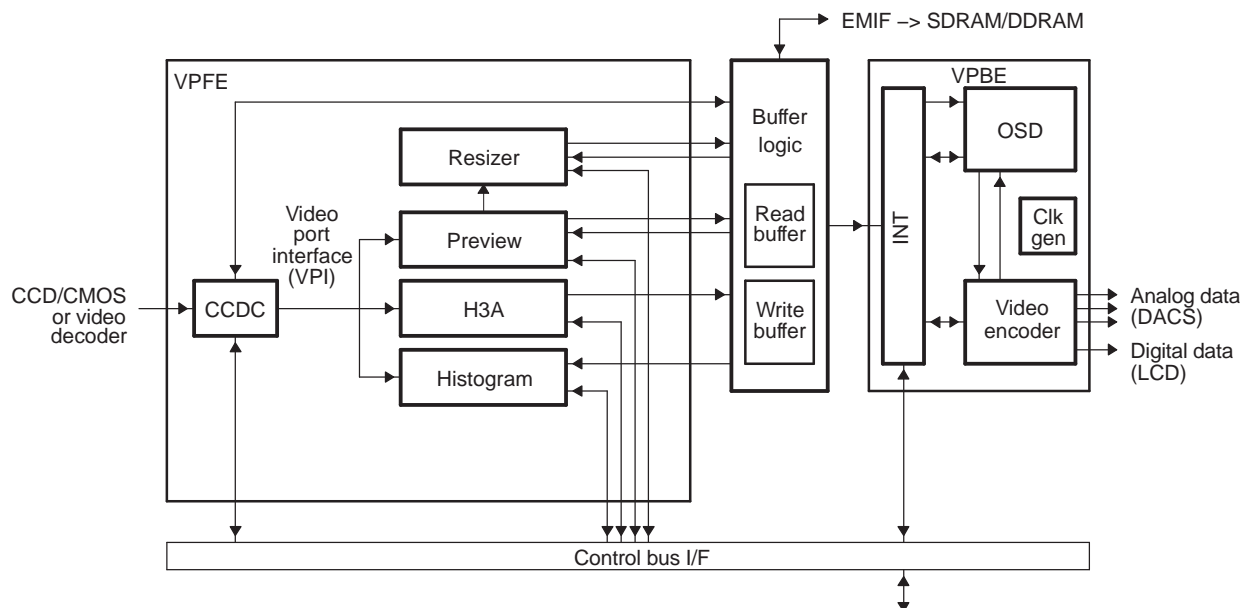 EMIF –> SDRAM/DDRAM
VPFE
VPBE
Buffer
logic
OSD
Resizer
Read
buffer
INT
Clk
gen
Video
port
interface
(VPI)
Preview
CCD/CMOS
or video
decoder
CCDC
H3A
Write
buffer
Video
encoder
Analog data
(DACS)
Histogram
Digital data
(LCD)
Control bus I/F